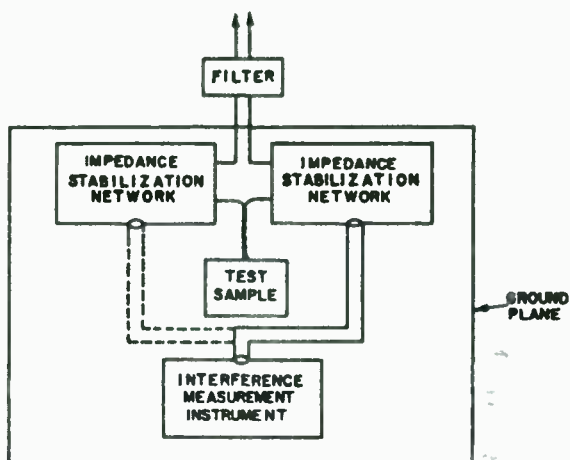 FILTER
IMPEDANCE
STABILIZATION
NETWORK
IMPEDANCE
STABILIZATION
NETWORK
TEST
SAMPLE
GROUND
PLANE
INTERFERENCE
MEASUREMENT
INSTRUMENT